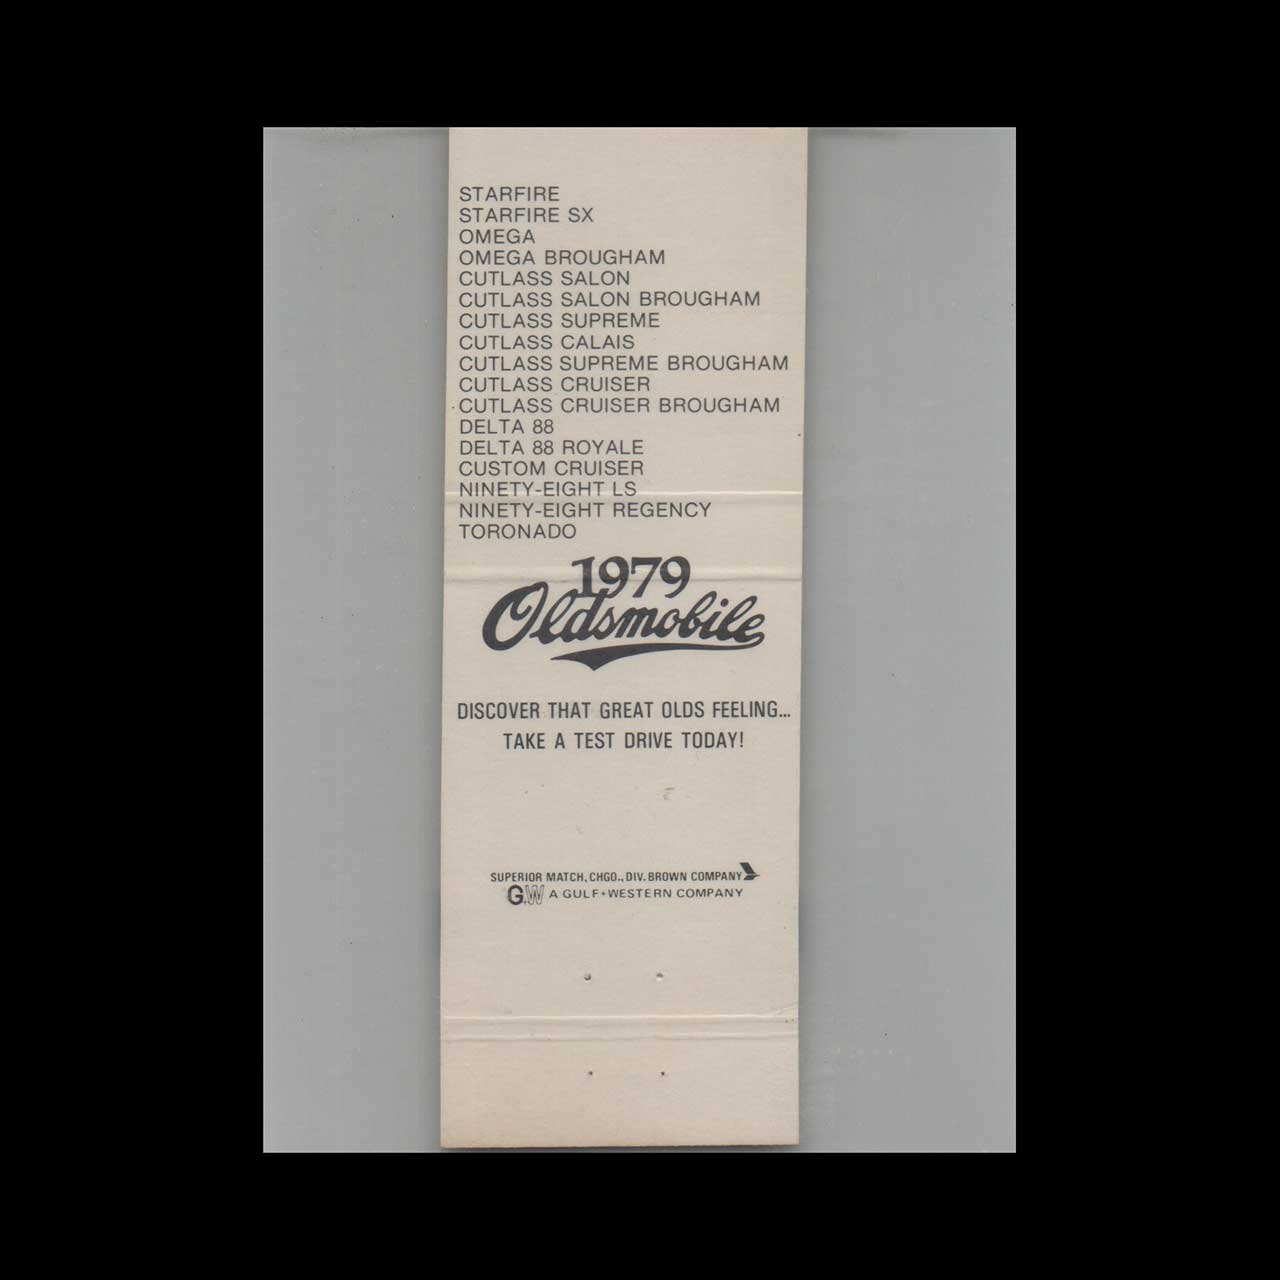 STARFIRE
STARFIRE SX
OMEGA
OMEGA BROUGHAM
CUTLASS SALON
CUTLASS SALON BROUGHAM
CUTLASS SUPREME
CUTLASS CALAIS
CUTLASS SUPREME BROUGHAM
CUTLASS CRUISER
CUTLASS CRUISER BROUGHAM
DELTA 88
DELTA 88 ROYALE
CUSTOM CRUISER
NINETY-EIGHT LS
NINETY-EIGHT REGENCY
TORONADO
1979
Oldsmobile
DISCOVER THAT GREAT OLDS FEELING...
TAKE A TEST DRIVE TODAY!
SUPERIOR MATCH, CHGO., DIV. BROWN COMPANY
G+W A GULF+WESTERN COMPANY